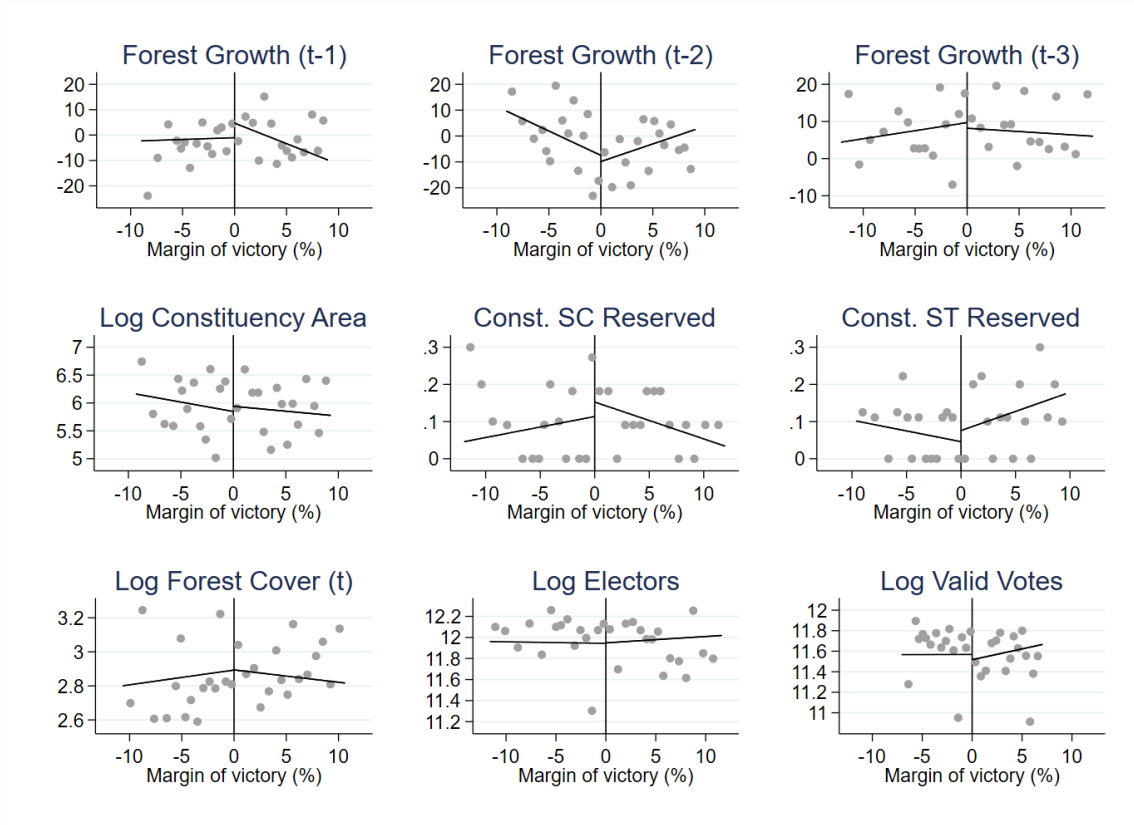 Forest Growth (t-1)
20
10
0
-10
-20
-10 -5 0 5 10
Margin of victory (%)
Forest Growth (t-2)
20
10
0
-10
-20
-10 -5 0 5 10
Margin of victory (%)
Forest Growth (t-3)
20
10
0
-10
-10 -5 0 5 10
Margin of victory (%)
Log Constituency Area
7
6.5
6
5.5
5
-10 -5 0 5 10
Margin of victory (%)
Const. SC Reserved
.3
.2
.1
0
-10 -5 0 5 10
Margin of victory (%)
Const. ST Reserved
.3
.2
.1
0
-10 -5 0 5 10
Margin of victory (%)
Log Forest Cover (t)
3.2
3
2.8
2.6
-10 -5 0 5 10
Margin of victory (%)
Log Electors
12.2
12
11.8
11.6
11.4
11.2
-10 -5 0 5 10
Margin of victory (%)
Log Valid Votes
12
11.8
11.6
11.4
11.2
11
-10 -5 0 5 10
Margin of victory (%)